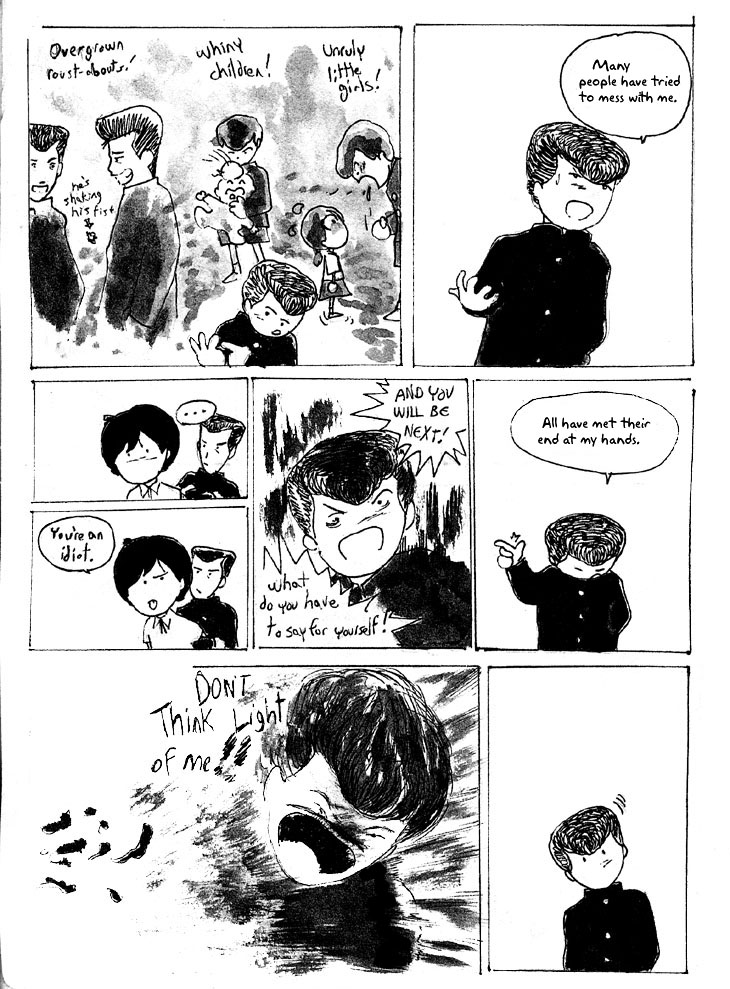 Many
people have tried
to mess with me.
Unruly
little
girls!
whiny
children!
Overgrown
roust-abouts!
he's
shaking
his fist
All have met their
end at my hands.
AND YOU
WILL BE
NEXT!
what
do you have
to say for yourself!
...
You're an
idiot.
DON'T
Think Light
of me!!